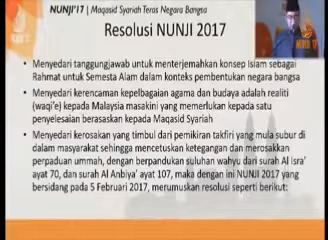 NUNJI'17 | Maqasid Syariah Teras Negara Bangsa
Resolusi NUNJI 2017
• Menyedari tanggungjawab untuk menterjemahkan konsep Islam sebagai
Rahmat untuk Semesta Alam dalam konteks pembentukan negara bangsa
• Menyedari kerencaman kepelbagaian agama dan budaya adalah realiti
(waqi'e) kepada Malaysia masakini yang memerlukan kepada satu
penyelesaian berasaskan kepada Maqasid Syariah
• Menyedari kerosakan yang timbul dari pemikiran takfiri yang mula subur di
dalam masyarakat sehingga mencetuskan ketegangan dan merosakkan
perpaduan ummah, dengan berpandukan suluhan wahyu dari surah Al Isra'
ayat 70, dan surah Al Anbiya' ayat 107, maka dengan ini NUNJI 2017 yang
bersidang pada 5 Februari 2017, merumuskan resolusi seperti berikut: